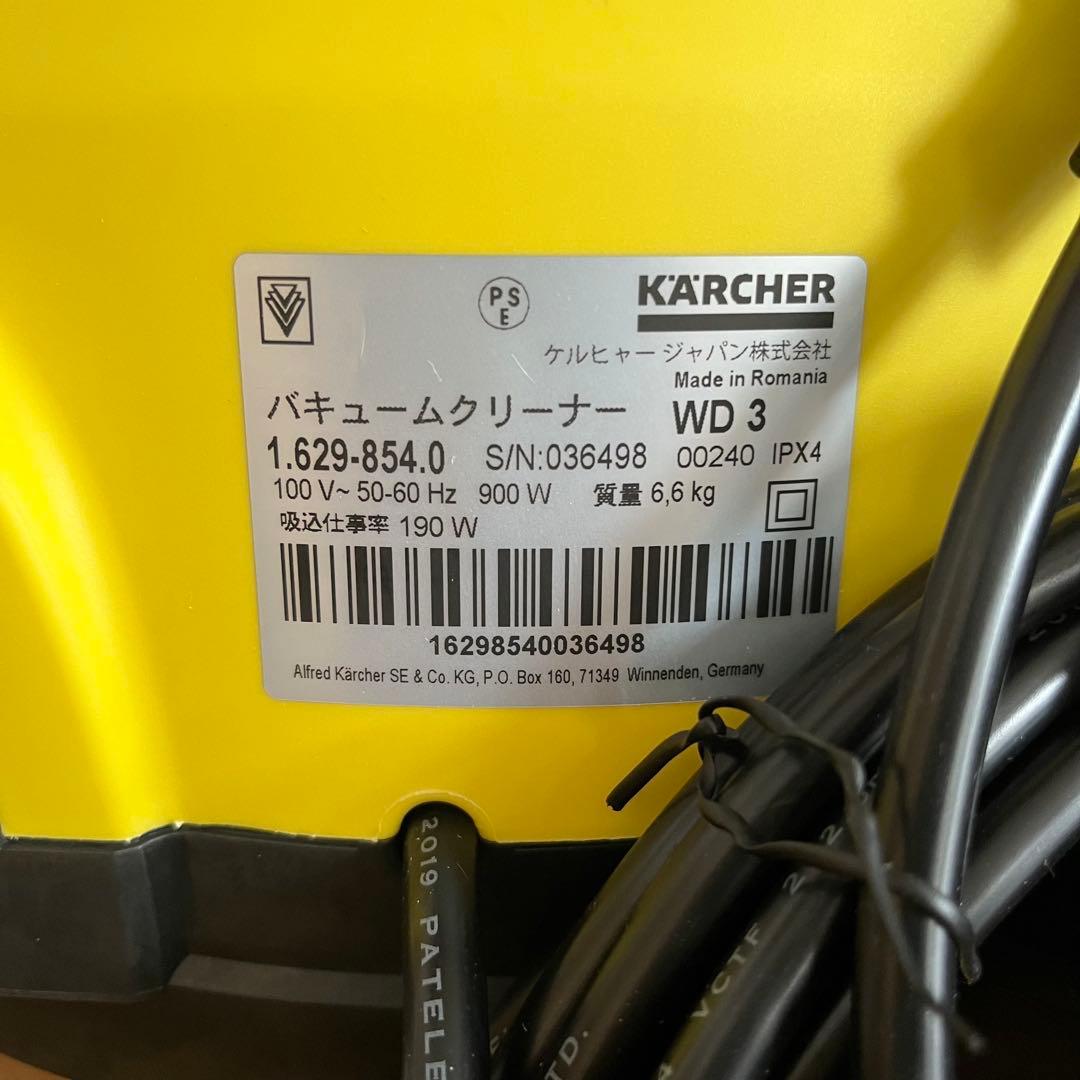 PSE
KÄRCHER
ケルヒャー ジャパン株式会社
Made in Romania
バキュームクリーナー WD 3
1.629-854.0 S/N:036498 00240 IPX4
100 V~ 50-60 Hz 900 W 質量 6,6 kg
吸込仕事率 190 W
16298540036498
Alfred Kärcher SE & Co. KG, P.O. Box 160, 71349 Winnenden, Germany
2019 PATELE
VCTF
LTD.